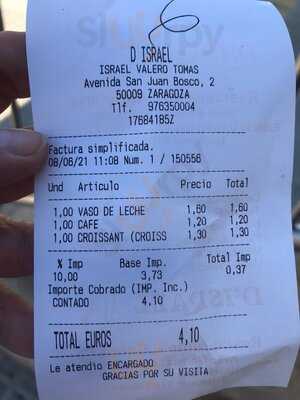 D ISRAEL
ISRAEL VALERO TOMAS
Avenida San Juan Bosco, 2
50009 ZARAGOZA
Tlf. 976350004
17684185Z
Factura simplificada.
08/06/21 11:08 Num. 1 / 150556
Und Artículo Precio Total
1,00 VASO DE LECHE 1,60 1,60
1,00 CAFE 1,20 1,20
1,00 CROISSANT (CROISS 1,30 1,30
% Imp Base Imp. Total Imp
10,00 3,73 0,37
Importe Cobrado (IMP. Inc.)
CONTADO 4,10
TOTAL EUROS 4,10
Le atendio ENCARGADO
GRACIAS POR SU VISITA